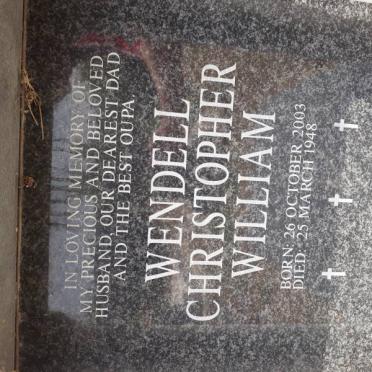 IN LOVING MEMORY OF
MY PRECIOUS AND BELOVED
HUSBAND, OUR DEAREST DAD
AND THE BEST OUPA
WENDELL
CHRISTOPHER
WILLIAM
BORN: 26 OCTOBER 2003
DIED: 25 MARCH 1948